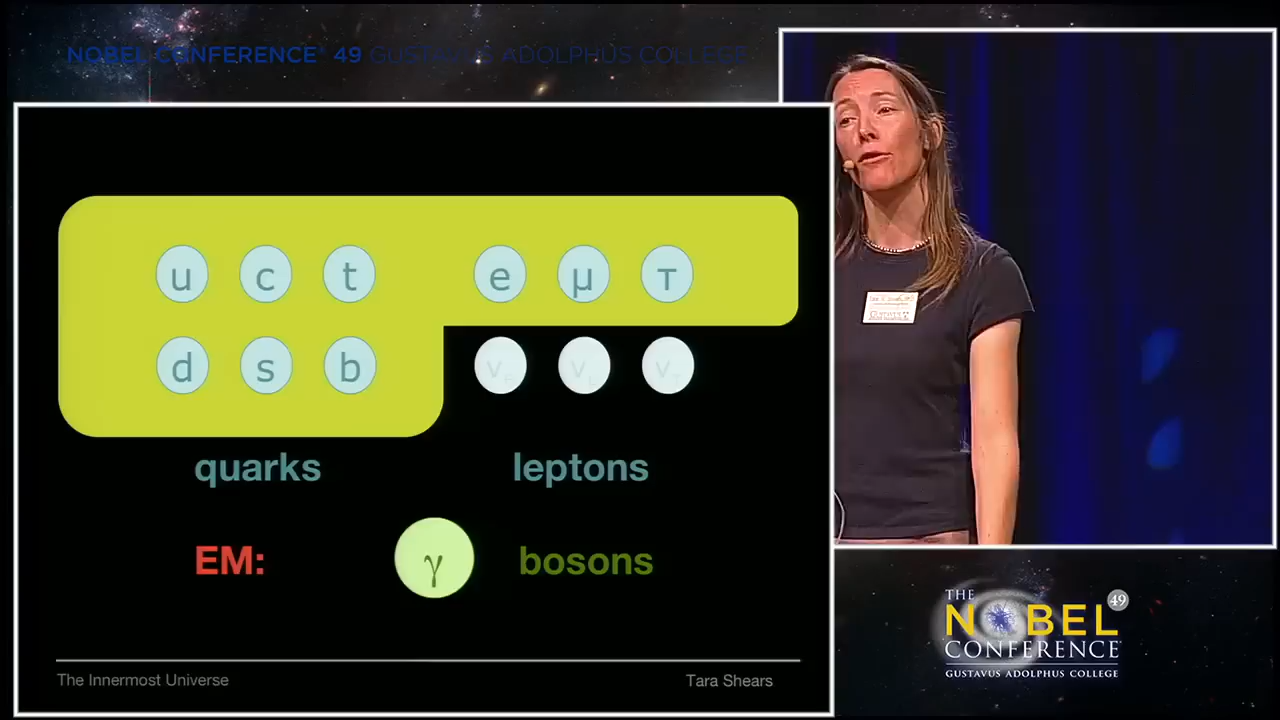 NOBEL CONFERENCE® 49 GUSTAVUS ADOLPHUS COLLEGE
u c t e μ τ
d s b ν ν ν
quarks leptons
EM: γ bosons
The Innermost Universe Tara Shears
THE
NOBEL 49
CONFERENCE
GUSTAVUS ADOLPHUS COLLEGE